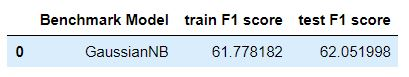 Benchmark Model train F1 score test F1 score
0 GaussianNB 61.778182 62.051998